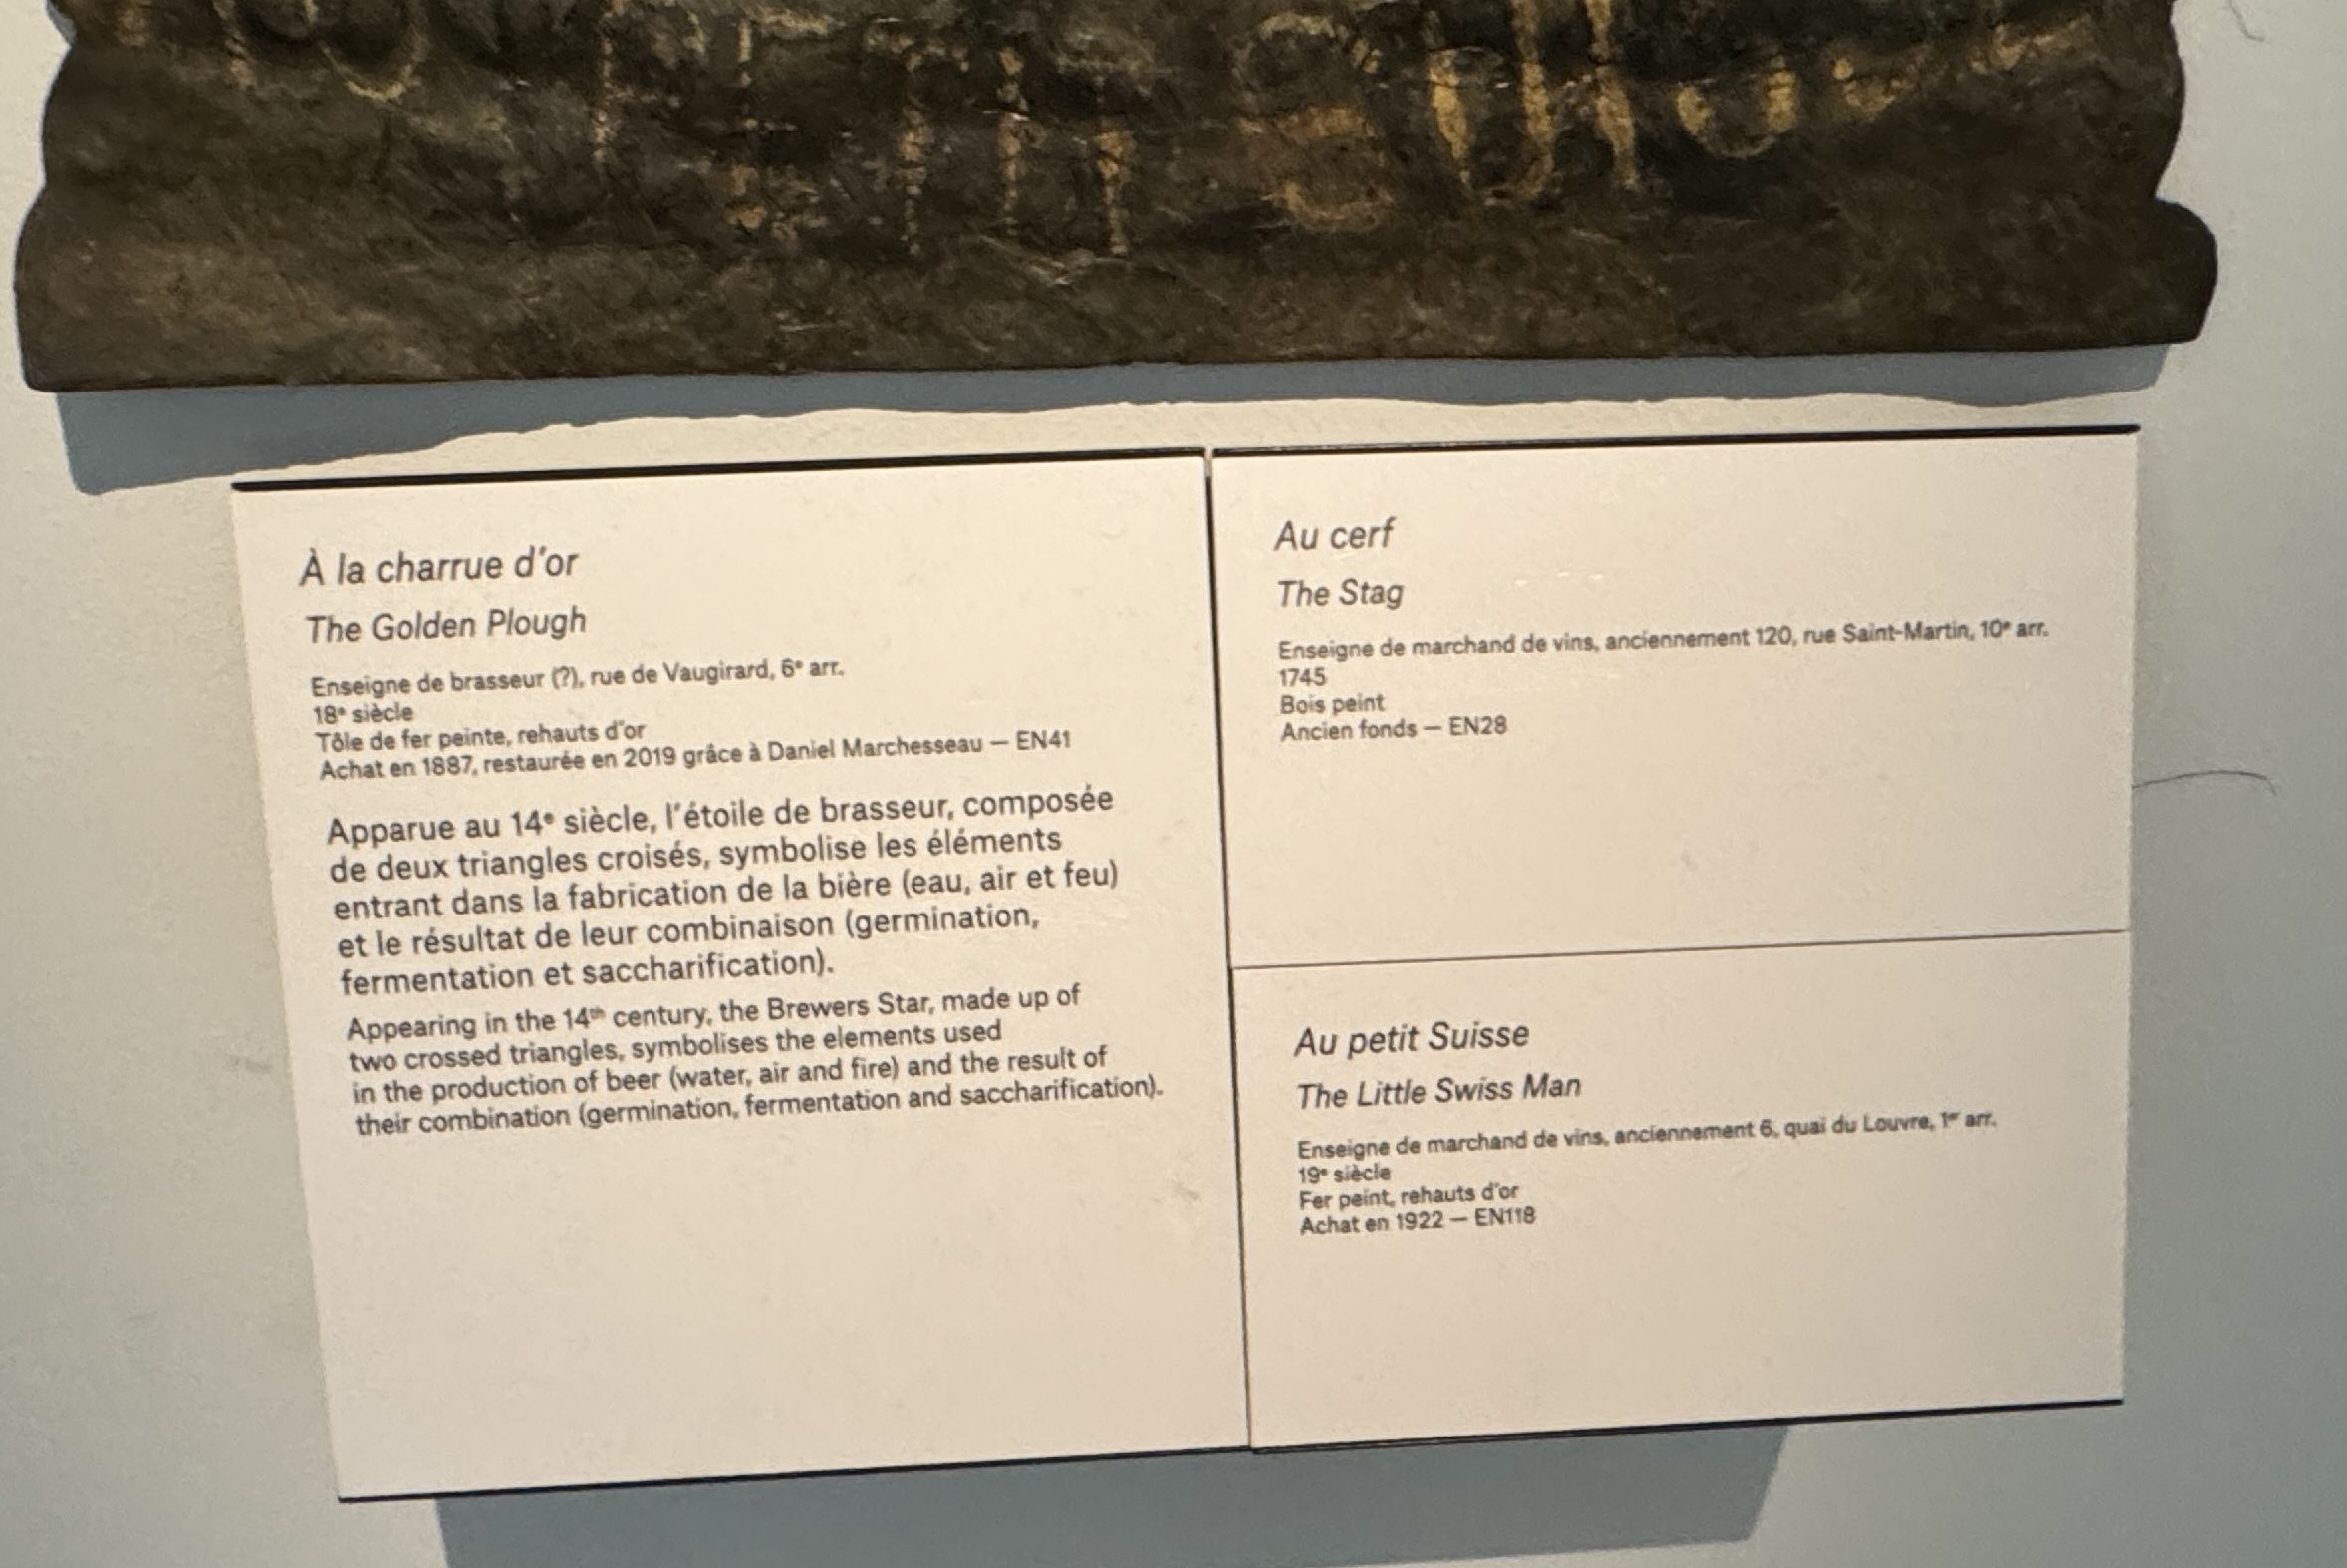 À la charrue d'or
The Golden Plough
Enseigne de brasseur (?), rue de Vaugirard, 6e arr.
18e siècle
Tôle de fer peinte, rehauts d'or
Achat en 1887, restaurée en 2019 grâce à Daniel Marchesseau — EN41
Apparue au 14e siècle, l'étoile de brasseur, composée
de deux triangles croisés, symbolise les éléments
entrant dans la fabrication de la bière (eau, air et feu)
et le résultat de leur combinaison (germination,
fermentation et saccharification).
Appearing in the 14th century, the Brewers Star, made up of
two crossed triangles, symbolises the elements used
in the production of beer (water, air and fire) and the result of
their combination (germination, fermentation and saccharification).
Au cerf
The Stag
Enseigne de marchand de vins, anciennement 120, rue Saint-Martin, 10e arr.
1745
Bois peint
Ancien fonds — EN28
Au petit Suisse
The Little Swiss Man
Enseigne de marchand de vins, anciennement 6, quai du Louvre, 1er arr.
19e siècle
Fer peint, rehauts d'or
Achat en 1922 — EN118